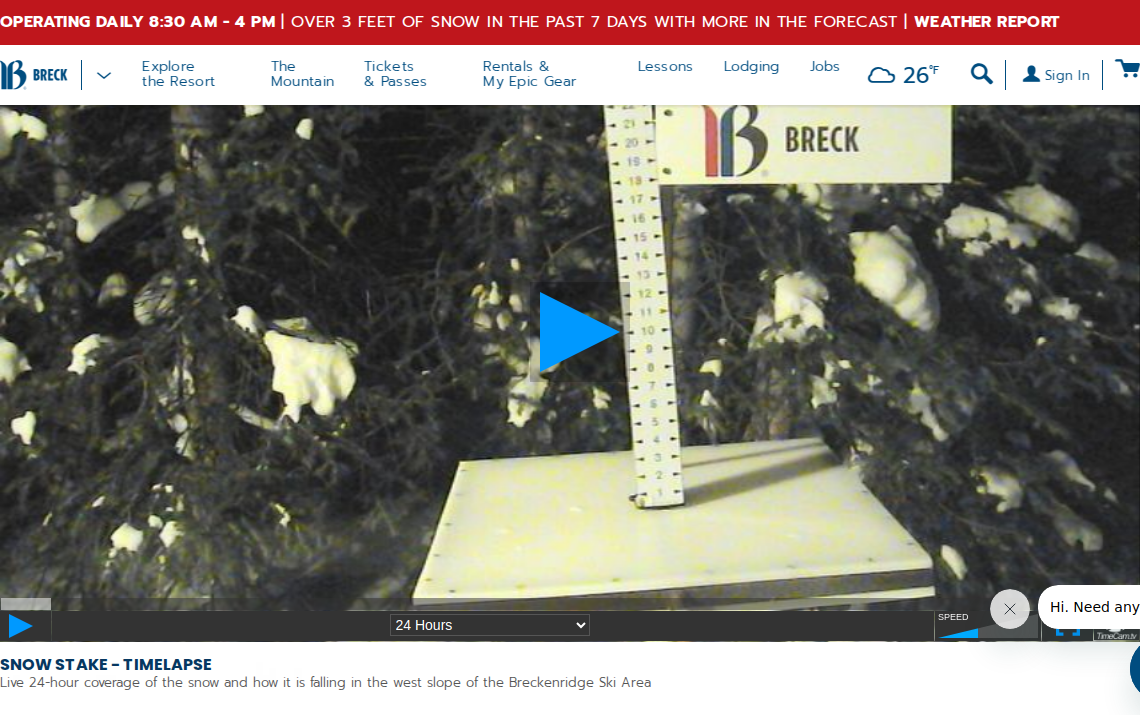 OPERATING DAILY 8:30 AM - 4 PM | OVER 3 FEET OF SNOW IN THE PAST 7 DAYS WITH MORE IN THE FORECAST | WEATHER REPORT
BRECK
Explore the Resort
The Mountain
Tickets & Passes
Rentals & My Epic Gear
Lessons
Lodging
Jobs
26°F
Sign In
BRECK
21
20
19
18
17
16
15
14
13
12
11
10
9
8
7
6
5
4
3
2
1
24 Hours
SPEED
Hi. Need any
TimeCam.tv
SNOW STAKE - TIMELAPSE
Live 24-hour coverage of the snow and how it is falling in the west slope of the Breckenridge Ski Area